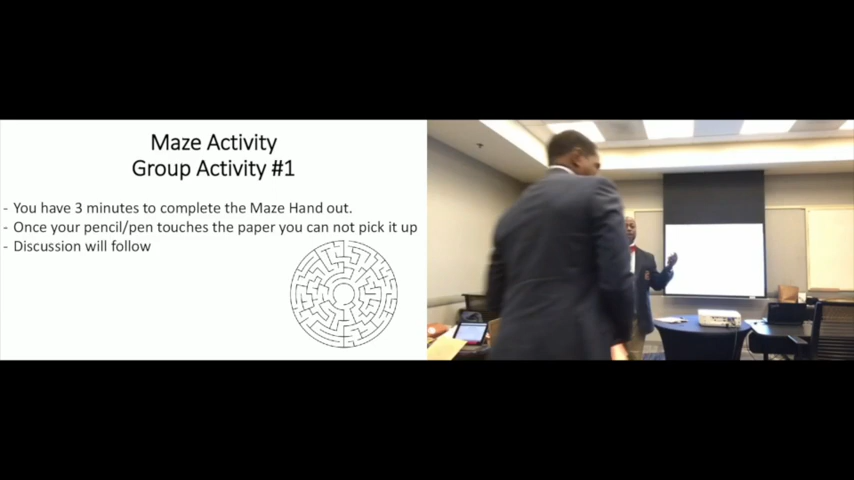 Maze Activity
Group Activity #1
- You have 3 minutes to complete the Maze Hand out.
- Once your pencil/pen touches the paper you can not pick it up
- Discussion will follow